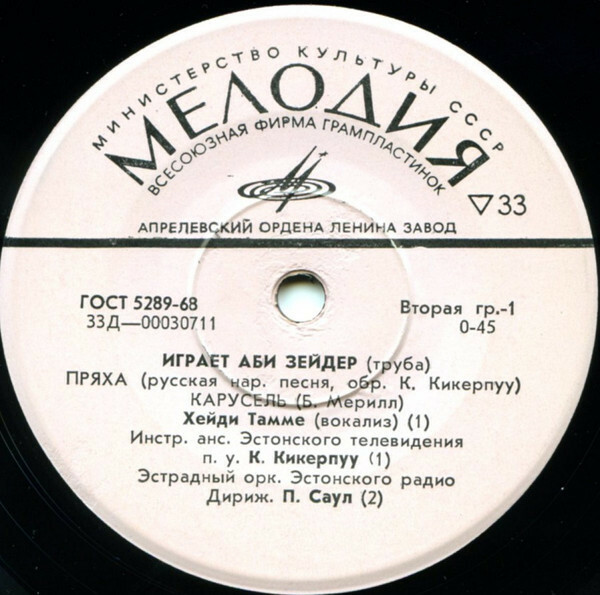 МИНИСТЕРСТВО КУЛЬТУРЫ СССР
МЕЛОДИЯ
ВСЕСОЮЗНАЯ ФИРМА ГРАМПЛАСТИНОК
▽33
АПРЕЛЕВСКИЙ ОРДЕНА ЛЕНИНА ЗАВОД
ГОСТ 5289-68
33Д—00030711
Вторая гр.-1
0-45
ИГРАЕТ АБИ ЗЕЙДЕР (труба)
ПРЯХА (русская нар. песня, обр. К. Кикерпуу)
КАРУСЕЛЬ (Б. Мерилл)
Хейди Тамме (вокализ) (1)
Инстр. анс. Эстонского телевидения
п. у. К. Кикерпуу (1)
Эстрадный орк. Эстонского радио
Дириж. П. Саул (2)